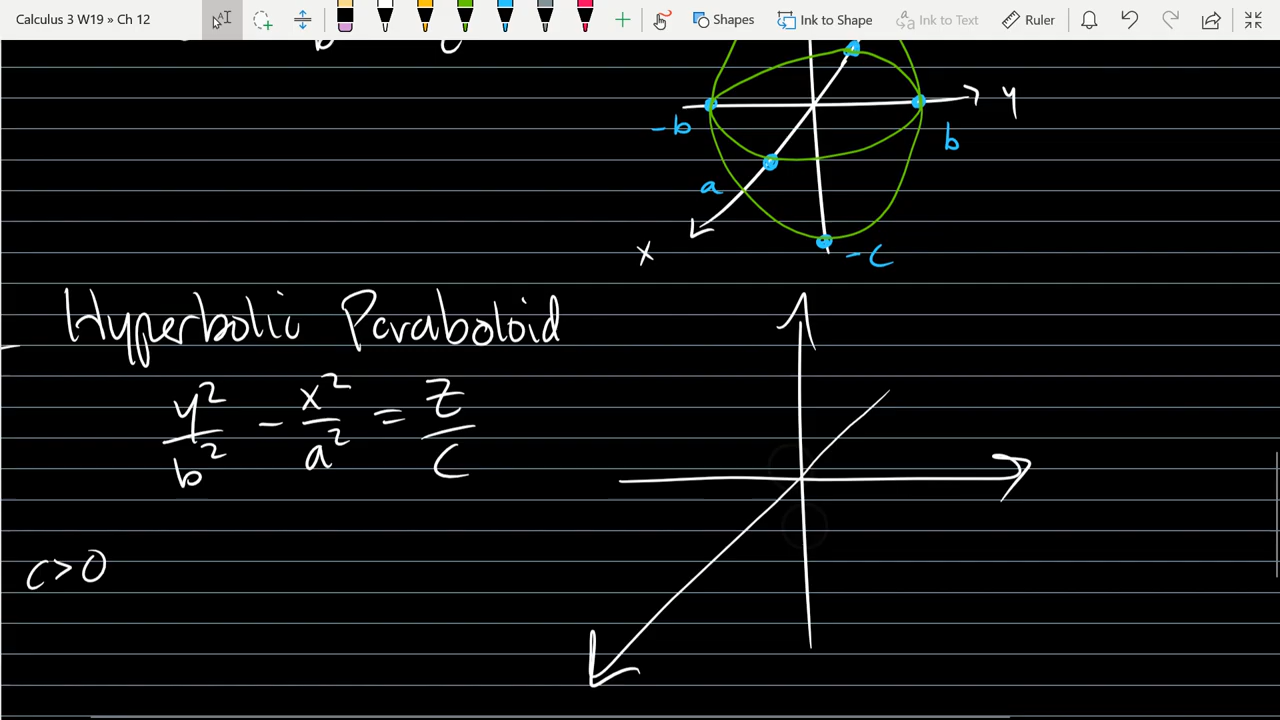 Calculus 3 W19 » Ch 12
Shapes
Ink to Shape
Ink to Text
Ruler
b
c
y
-b
b
a
x
-c
Hyperbolic Paraboloid
y²/b² - x²/a² = z/c
c>0